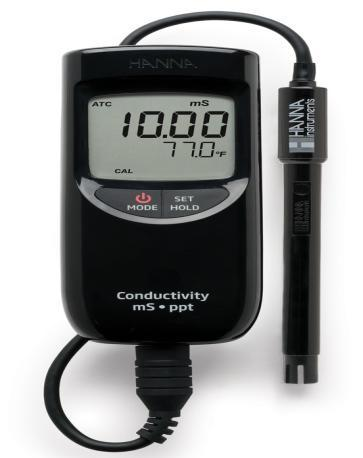 HANNA
ATC mS
10.00
77.0°F
CAL
MODE
SET
HOLD
Conductivity
mS • ppt
HANNA
instruments